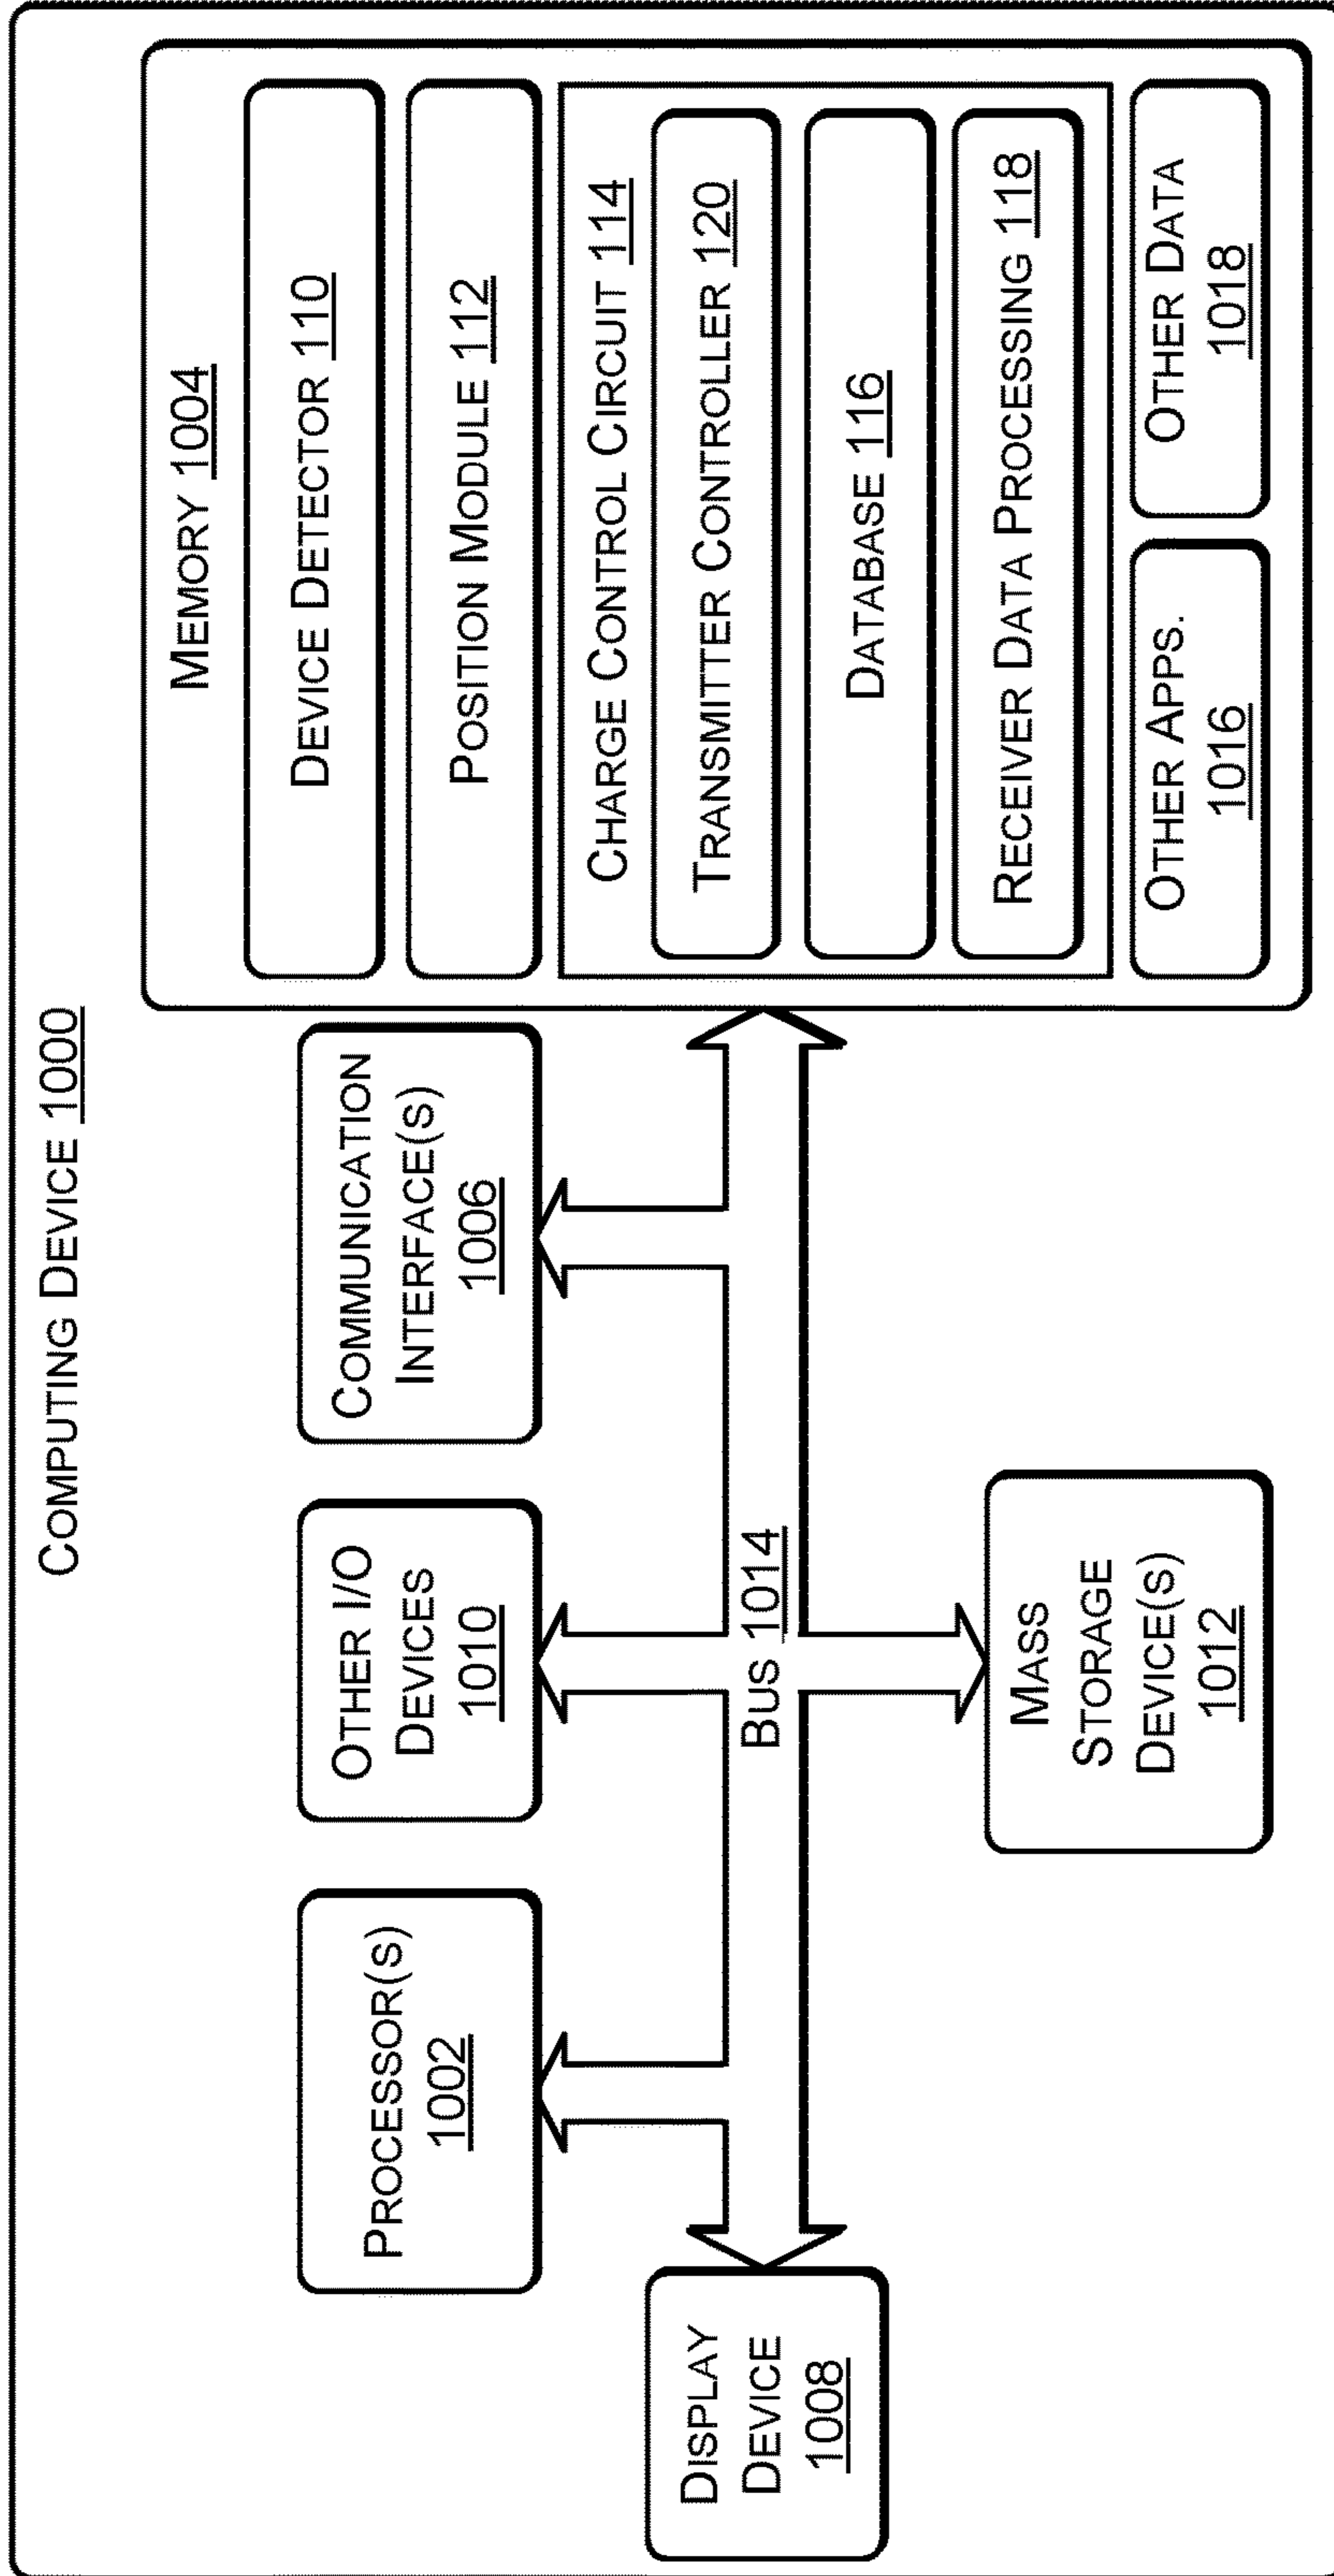 COMPUTING DEVICE 1000
PROCESSOR(S)
1002
OTHER I/O
DEVICES
1010
COMMUNICATION
INTERFACE(S)
1006
DISPLAY
DEVICE
1008
BUS 1014
MASS
STORAGE
DEVICE(S)
1012
MEMORY 1004
DEVICE DETECTOR 110
POSITION MODULE 112
CHARGE CONTROL CIRCUIT 114
TRANSMITTER CONTROLLER 120
DATABASE 116
RECEIVER DATA PROCESSING 118
OTHER APPS.
1016
OTHER DATA
1018